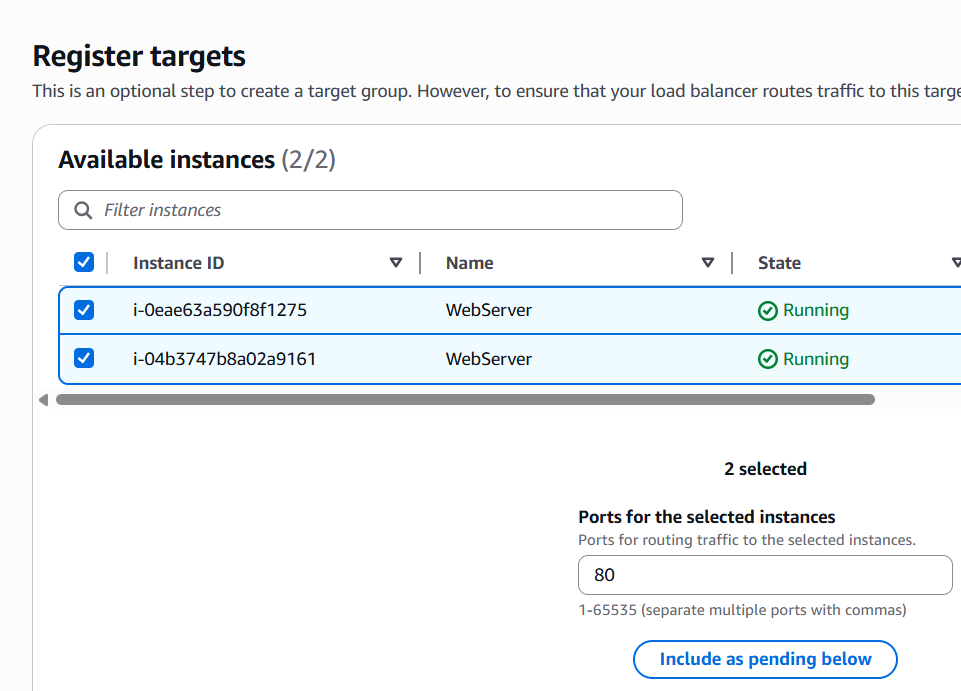 Register targets
This is an optional step to create a target group. However, to ensure that your load balancer routes traffic to this
Available instances (2/2)
Filter instances
Instance ID Name State
i-0eae63a590f8f1275 WebServer Running
i-04b3747b8a02a9161 WebServer Running
2 selected
Ports for the selected instances
Ports for routing traffic to the selected instances.
80
1-65535 (separate multiple ports with commas)
Include as pending below